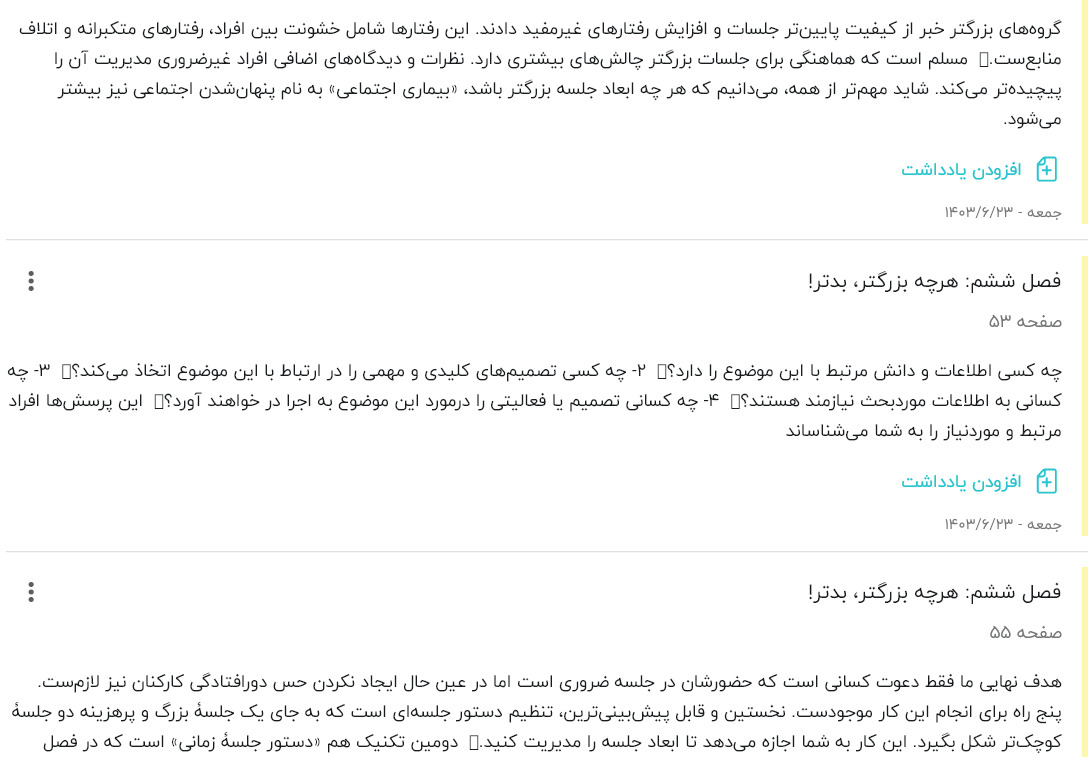 گروه‌های بزرگتر خبر از کیفیت پایین‌تر جلسات و افزایش رفتارهای غیرمفید دادند. این رفتارها شامل خشونت بین افراد، رفتارهای متکبرانه و اتلاف
منابع‌ست.▯ مسلم است که هماهنگی برای جلسات بزرگتر چالش‌های بیشتری دارد. نظرات و دیدگاه‌های اضافی افراد غیرضروری مدیریت آن را
پیچیده‌تر می‌کند. شاید مهم‌تر از همه، می‌دانیم که هر چه ابعاد جلسه بزرگتر باشد، «بیماری اجتماعی» به نام پنهان‌شدن اجتماعی نیز بیشتر
می‌شود.
افزودن یادداشت
جمعه - ۱۴۰۳/۶/۲۳
فصل ششم: هرچه بزرگتر، بدتر!
صفحه ۵۳
چه کسی اطلاعات و دانش مرتبط با این موضوع را دارد؟▯ ۲- چه کسی تصمیم‌های کلیدی و مهمی را در ارتباط با این موضوع اتخاذ می‌کند؟▯ ۳- چه
کسانی به اطلاعات موردبحث نیازمند هستند؟▯ ۴- چه کسانی تصمیم یا فعالیتی را درمورد این موضوع به اجرا در خواهند آورد؟▯ این پرسش‌ها افراد
مرتبط و موردنیاز را به شما می‌شناساند
افزودن یادداشت
جمعه - ۱۴۰۳/۶/۲۳
فصل ششم: هرچه بزرگتر، بدتر!
صفحه ۵۵
هدف نهایی ما فقط دعوت کسانی است که حضورشان در جلسه ضروری است اما در عین حال ایجاد نکردن حس دورافتادگی کارکنان نیز لازم‌ست.
پنج راه برای انجام این کار موجودست. نخستین و قابل پیش‌بینی‌ترین، تنظیم دستور جلسه‌ای است که به جای یک جلسهٔ بزرگ و پرهزینه دو جلسهٔ
کوچک‌تر شکل بگیرد. این کار به شما اجازه می‌دهد تا ابعاد جلسه را مدیریت کنید.▯ دومین تکنیک هم «دستور جلسهٔ زمانی» است که در فصل